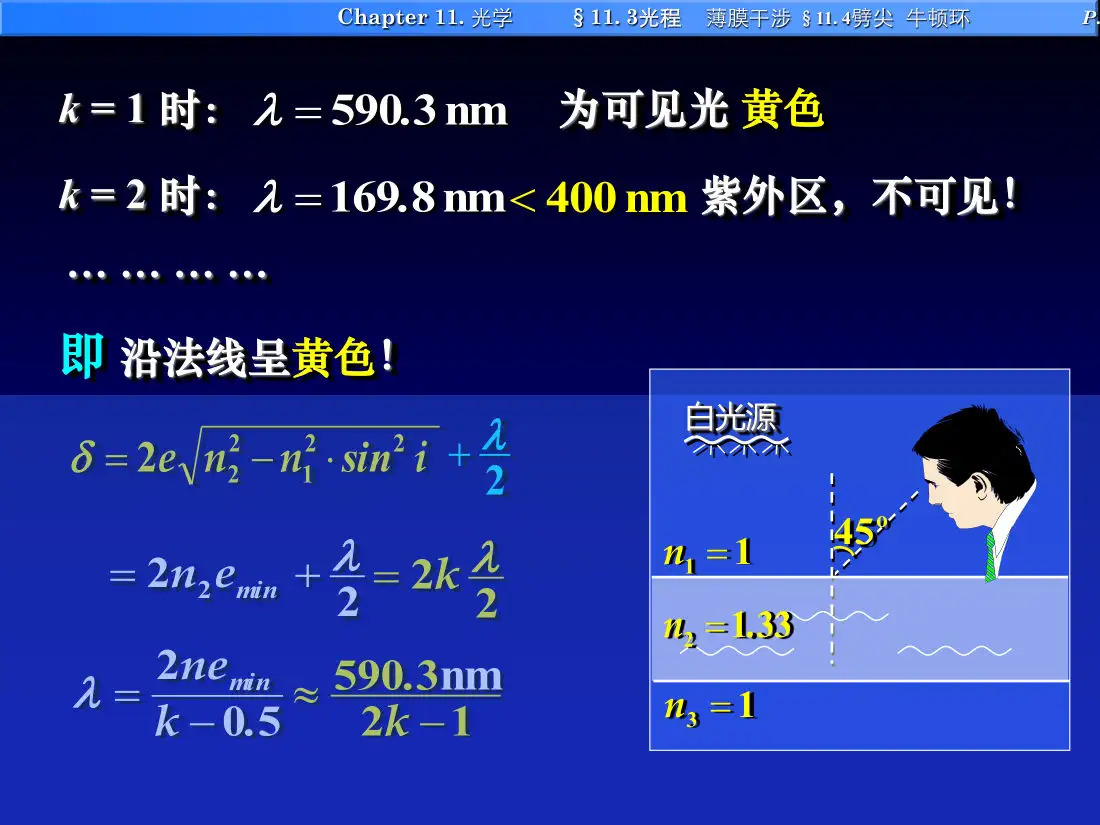 Chapter 11. 光学 §11.3光程 薄膜干涉 §11.4劈尖 牛顿环 P.
k = 1 时： λ = 590.3 nm 为可见光 黄色
k = 2 时： λ = 169.8 nm < 400 nm 紫外区，不可见！
… … … …
即 沿法线呈黄色！
δ = 2e√(n₂² − n₁² · sin² i) + λ/2
= 2n₂e_min + λ/2 = 2k λ/2
λ = 2ne_min/(k − 0.5) ≈ 590.3nm/(2k − 1)
白光源
45°
n₁ = 1
n₂ = 1.33
n₃ = 1